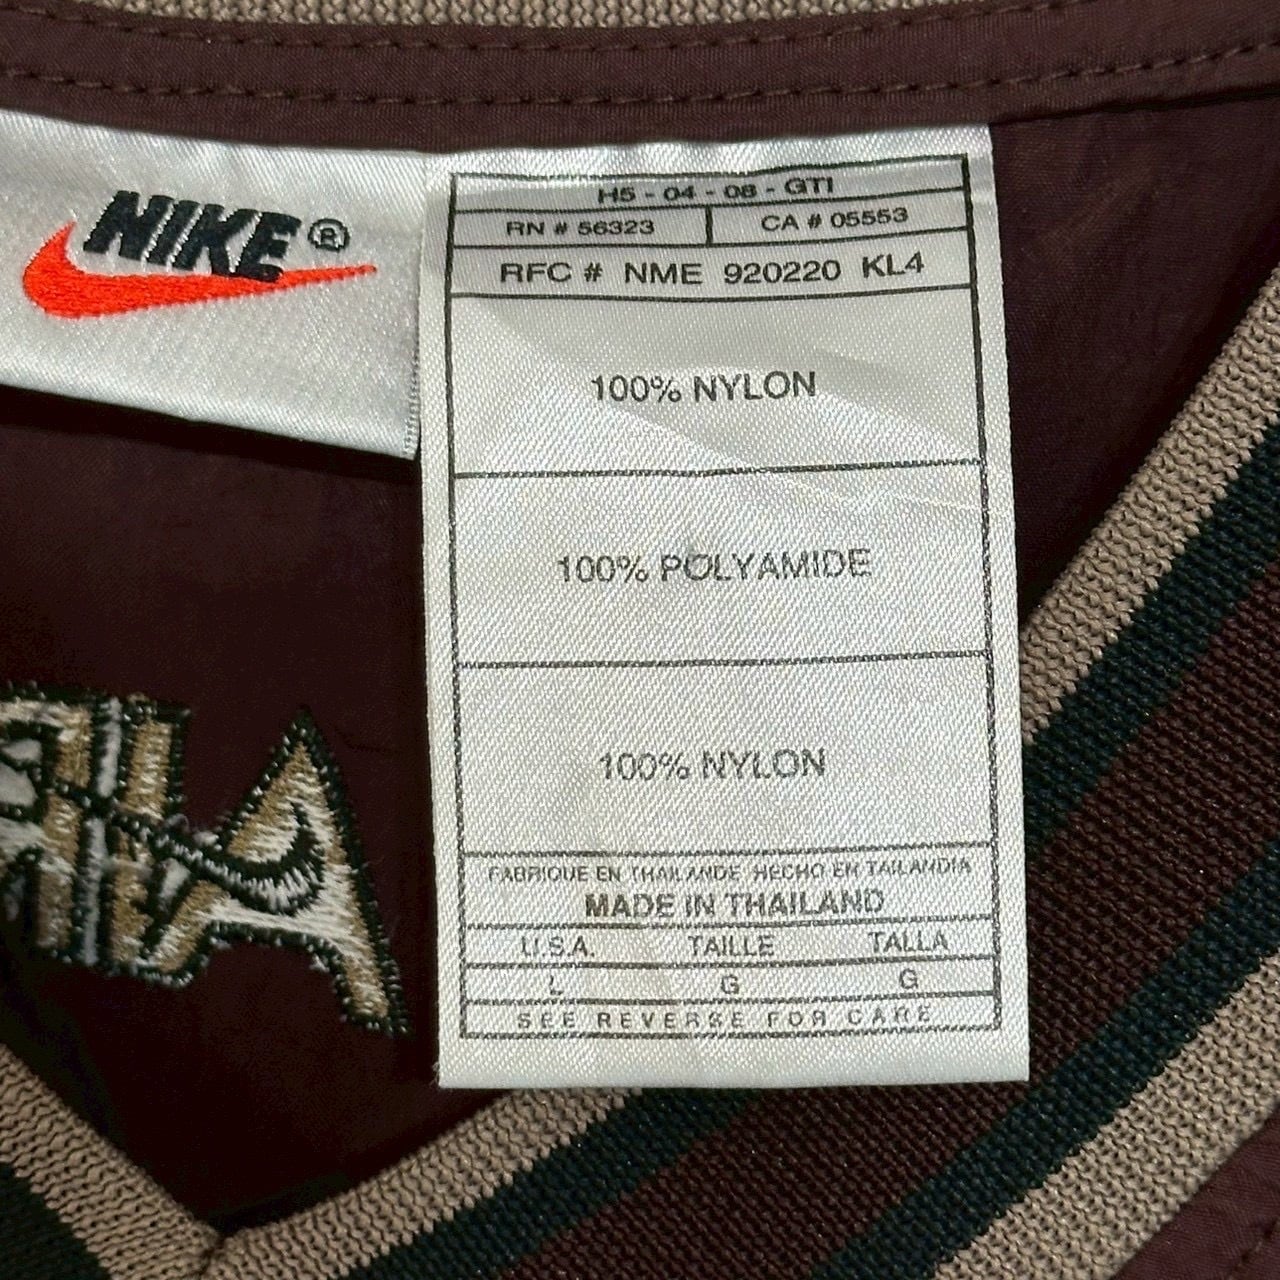 NIKE®
H5 - 04 - 08 - GTI
RN # 56323
CA # 05553
RFC # NME 920220 KL4
100% NYLON
100% POLYAMIDE
100% NYLON
FABRIQUE EN THAILANDE HECHO EN TAILANDIA
MADE IN THAILAND
U.S.A. TAILLE TALLA
L G G
SEE REVERSE FOR CARE